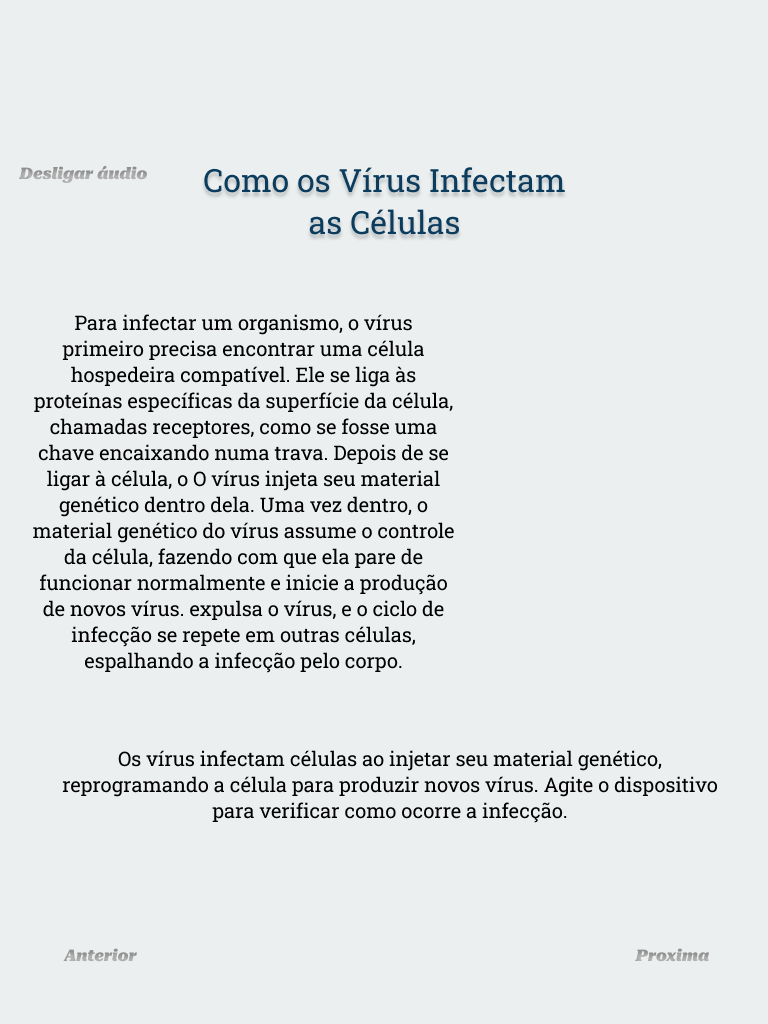 Desligar áudio
Como os Vírus Infectam
as Células
Para infectar um organismo, o vírus
primeiro precisa encontrar uma célula
hospedeira compatível. Ele se liga às
proteínas específicas da superfície da célula,
chamadas receptores, como se fosse uma
chave encaixando numa trava. Depois de se
ligar à célula, o O vírus injeta seu material
genético dentro dela. Uma vez dentro, o
material genético do vírus assume o controle
da célula, fazendo com que ela pare de
funcionar normalmente e inicie a produção
de novos vírus. expulsa o vírus, e o ciclo de
infecção se repete em outras células,
espalhando a infecção pelo corpo.
Os vírus infectam células ao injetar seu material genético,
reprogramando a célula para produzir novos vírus. Agite o dispositivo
para verificar como ocorre a infecção.
Anterior
Proxima